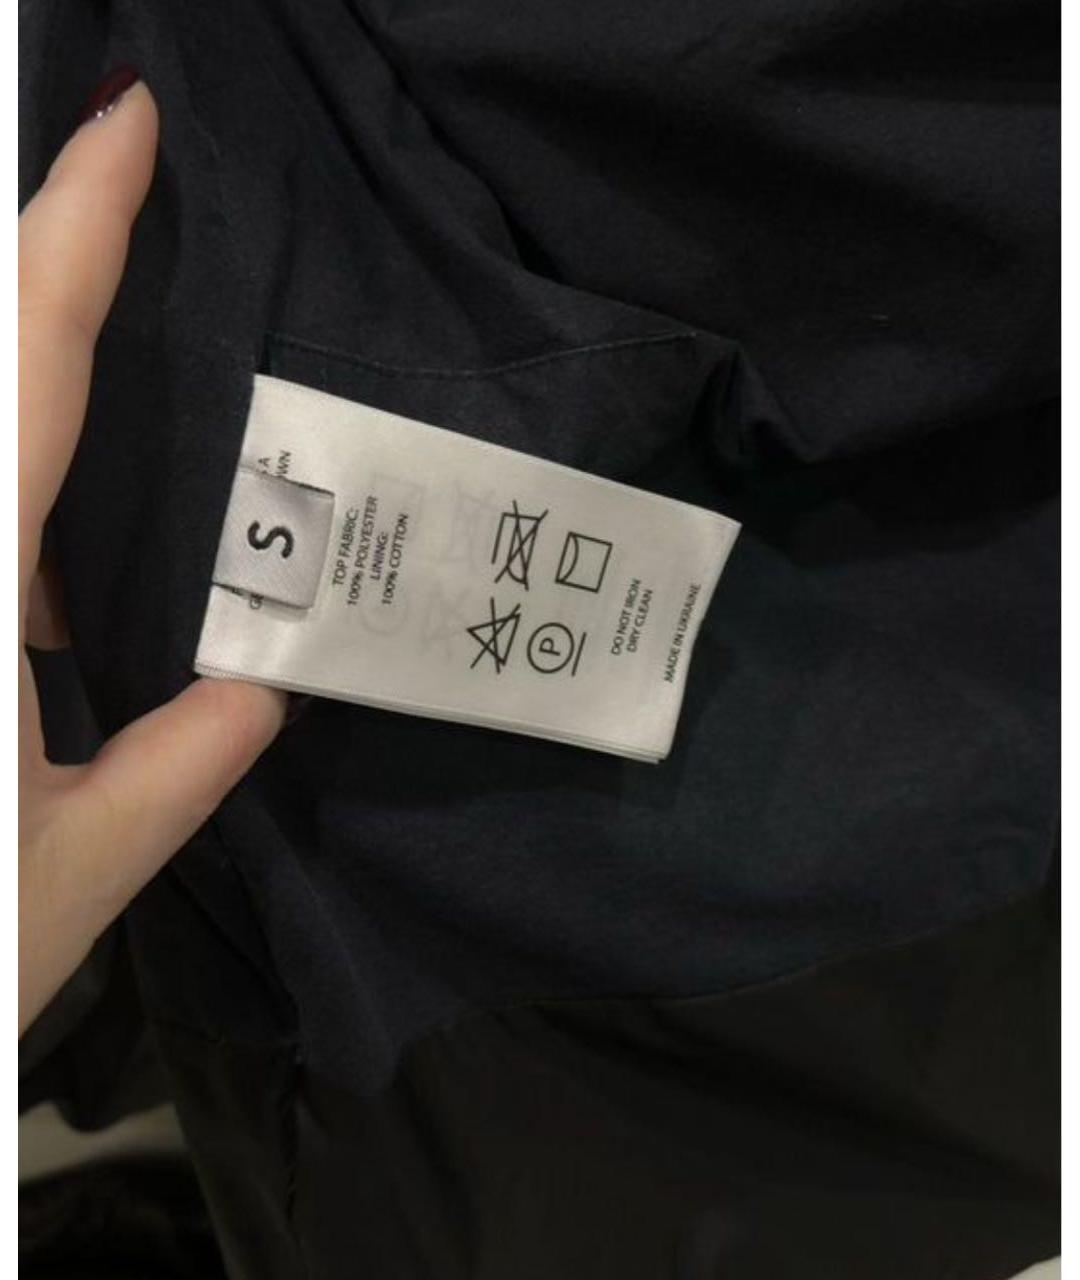 S
TOP FABRIC:
100% POLYESTER
LINING:
100% COTTON
P
DO NOT IRON
DRY CLEAN
MADE IN UKRAINE